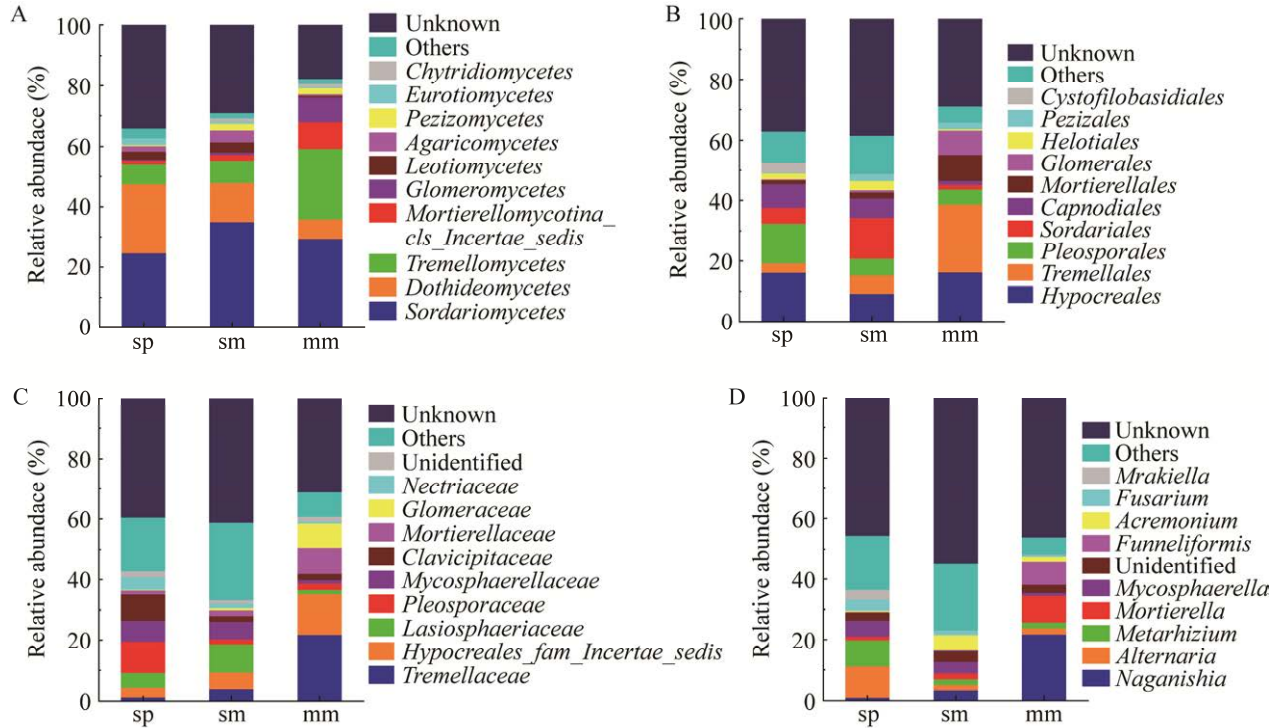 A
Relative abundace (%)
100
80
60
40
20
0
sp
sm
mm
Unknown
Others
Chytridiomycetes
Eurotiomycetes
Pezizomycetes
Agaricomycetes
Leotiomycetes
Glomeromycetes
Mortierellomycotina_
cls_Incertae_sedis
Tremellomycetes
Dothideomycetes
Sordariomycetes
B
Relative abundace (%)
100
80
60
40
20
0
sp
sm
mm
Unknown
Others
Cystofilobasidiales
Pezizales
Helotiales
Glomerales
Mortierellales
Capnodiales
Sordariales
Pleosporales
Tremellales
Hypocreales
C
Relative abundace (%)
100
80
60
40
20
0
sp
sm
mm
Unknown
Others
Unidentified
Nectriaceae
Glomeraceae
Mortierellaceae
Clavicipitaceae
Mycosphaerellaceae
Pleosporaceae
Lasiosphaeriaceae
Hypocreales_fam_Incertae_sedis
Tremellaceae
D
Relative abundace (%)
100
80
60
40
20
0
sp
sm
mm
Unknown
Others
Mrakiella
Fusarium
Acremonium
Funneliformis
Unidentified
Mycosphaerella
Mortierella
Metarhizium
Alternaria
Naganishia